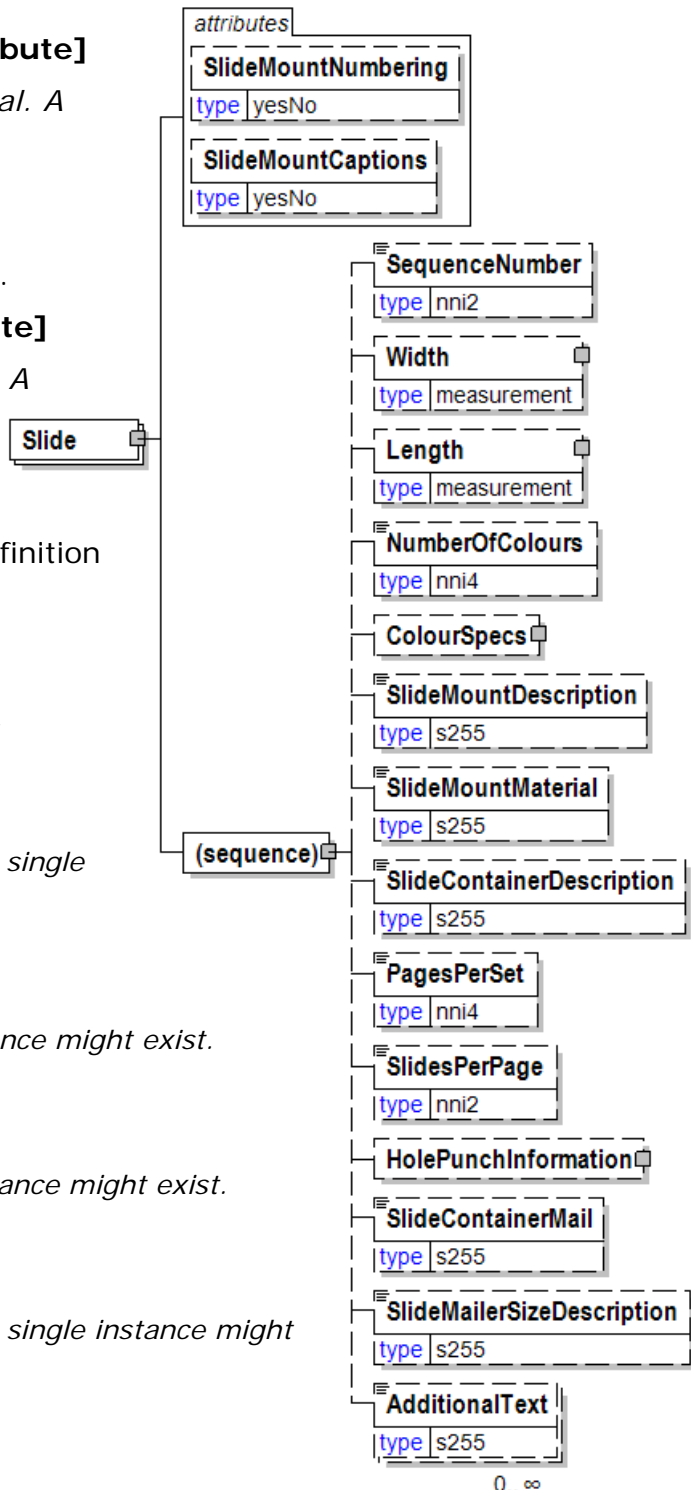 bute]
al. A
.
te]
A
finition
single
nce might exist.
ance might exist.
single instance might
Slide
attributes
SlideMountNumbering
type yesNo
SlideMountCaptions
type yesNo
(sequence)
SequenceNumber
type nni2
Width
type measurement
Length
type measurement
NumberOfColours
type nni4
ColourSpecs
SlideMountDescription
type s255
SlideMountMaterial
type s255
SlideContainerDescription
type s255
PagesPerSet
type nni4
SlidesPerPage
type nni2
HolePunchInformation
SlideContainerMail
type s255
SlideMailerSizeDescription
type s255
AdditionalText
type s255
0..∞